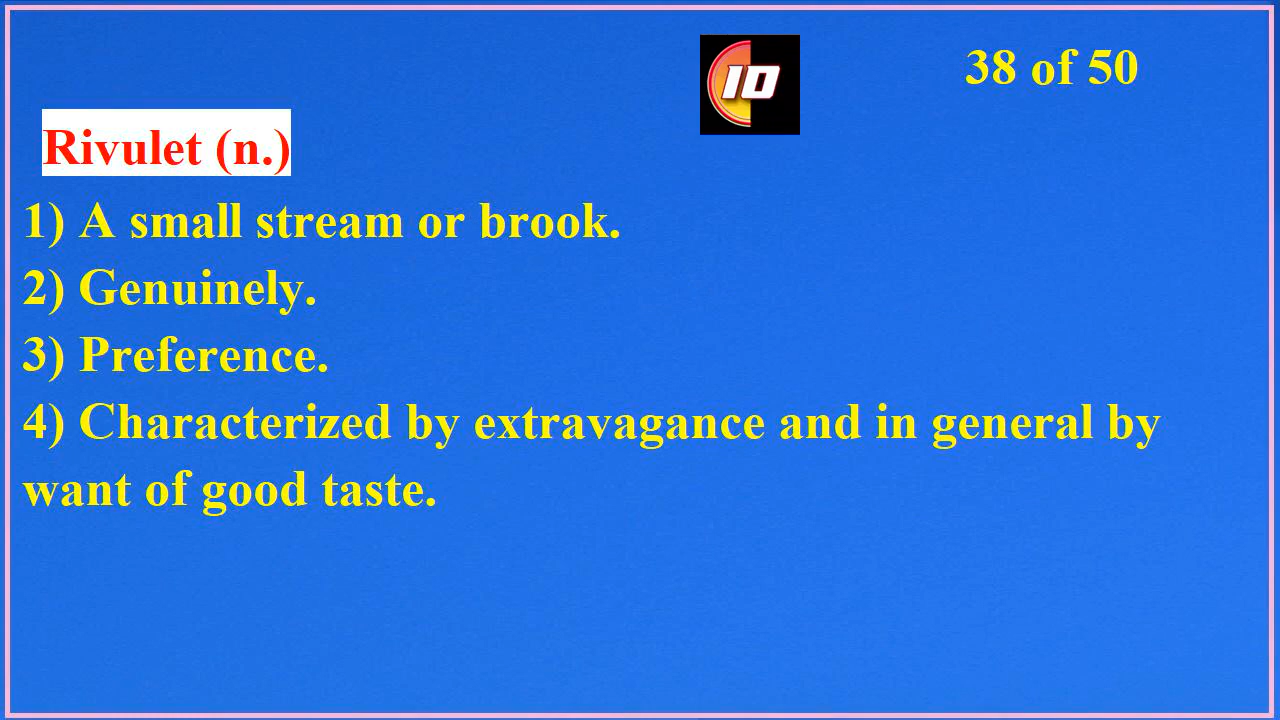 10
38 of 50
Rivulet (n.)
1) A small stream or brook.
2) Genuinely.
3) Preference.
4) Characterized by extravagance and in general by
want of good taste.